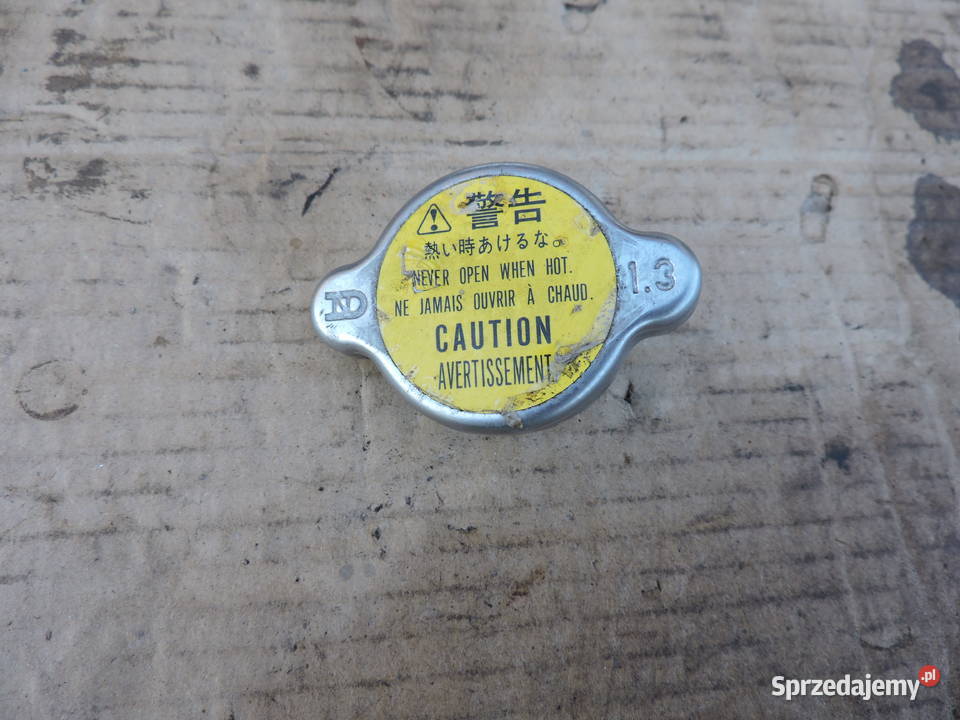 警告
熱い時あけるな。
NEVER OPEN WHEN HOT.
NE JAMAIS OUVRIR À CHAUD.
CAUTION
AVERTISSEMENT
ND
1.3
Sprzedajemy.pl